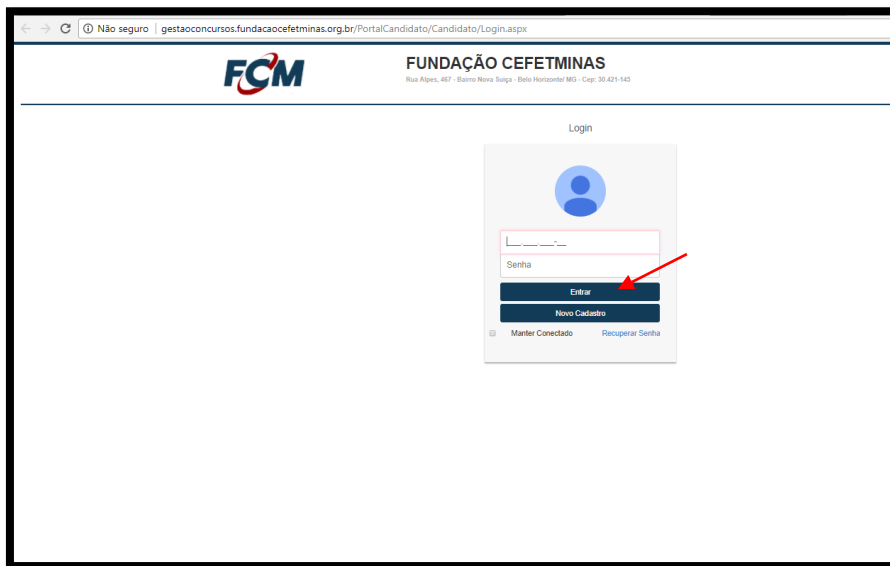 Não seguro | gestaoconcursos.fundacaocefetminas.org.br/PortalCandidato/Candidato/Login.aspx
FCM
FUNDAÇÃO CEFETMINAS
Rua Alpes, 467 - Bairro Nova Suiça - Belo Horizonte/ MG - Cep: 30.421-143
Login
___.___.___-__
Senha
Entrar
Novo Cadastro
Manter Conectado Recuperar Senha